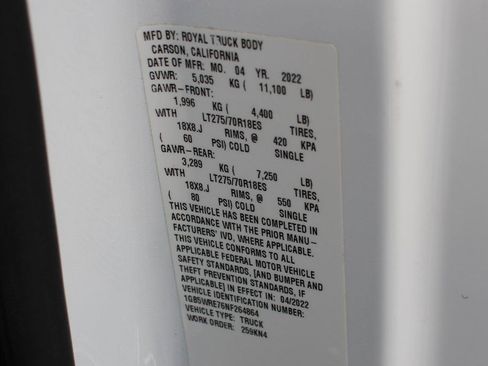 MFD BY: ROYAL TRUCK BODY
CARSON, CALIFORNIA
DATE OF MFR: MO. 04 YR. 2022
GVWR: 5,035 KG ( 11,100 LB)
GAWR-FRONT:
1,996 KG ( 4,400 LB)
WITH LT275/70R18ES TIRES,
18X8.J RIMS, @ 420 KPA
( 60 PSI) COLD SINGLE
GAWR-REAR:
3,289 KG ( 7,250 LB)
WITH LT275/70R18ES TIRES,
18X8.J RIMS, @ 550 KPA
( 80 PSI) COLD SINGLE
THIS VEHICLE HAS BEEN COMPLETED IN
ACCORDANCE WITH THE PRIOR MANU-
FACTURERS' IVD, WHERE APPLICABLE.
THIS VEHICLE CONFORMS TO ALL
APPLICABLE FEDERAL MOTOR VEHICLE
SAFETY STANDARDS, [AND BUMPER AND
THEFT PREVENTION STANDARDS, IF
APPLICABLE] IN EFFECT IN: 04/2022
VEHICLE IDENTIFICATION NUMBER:
1GB5WRE76NF264864
VEHICLE TYPE: TRUCK
WORK ORDER: 259KN4